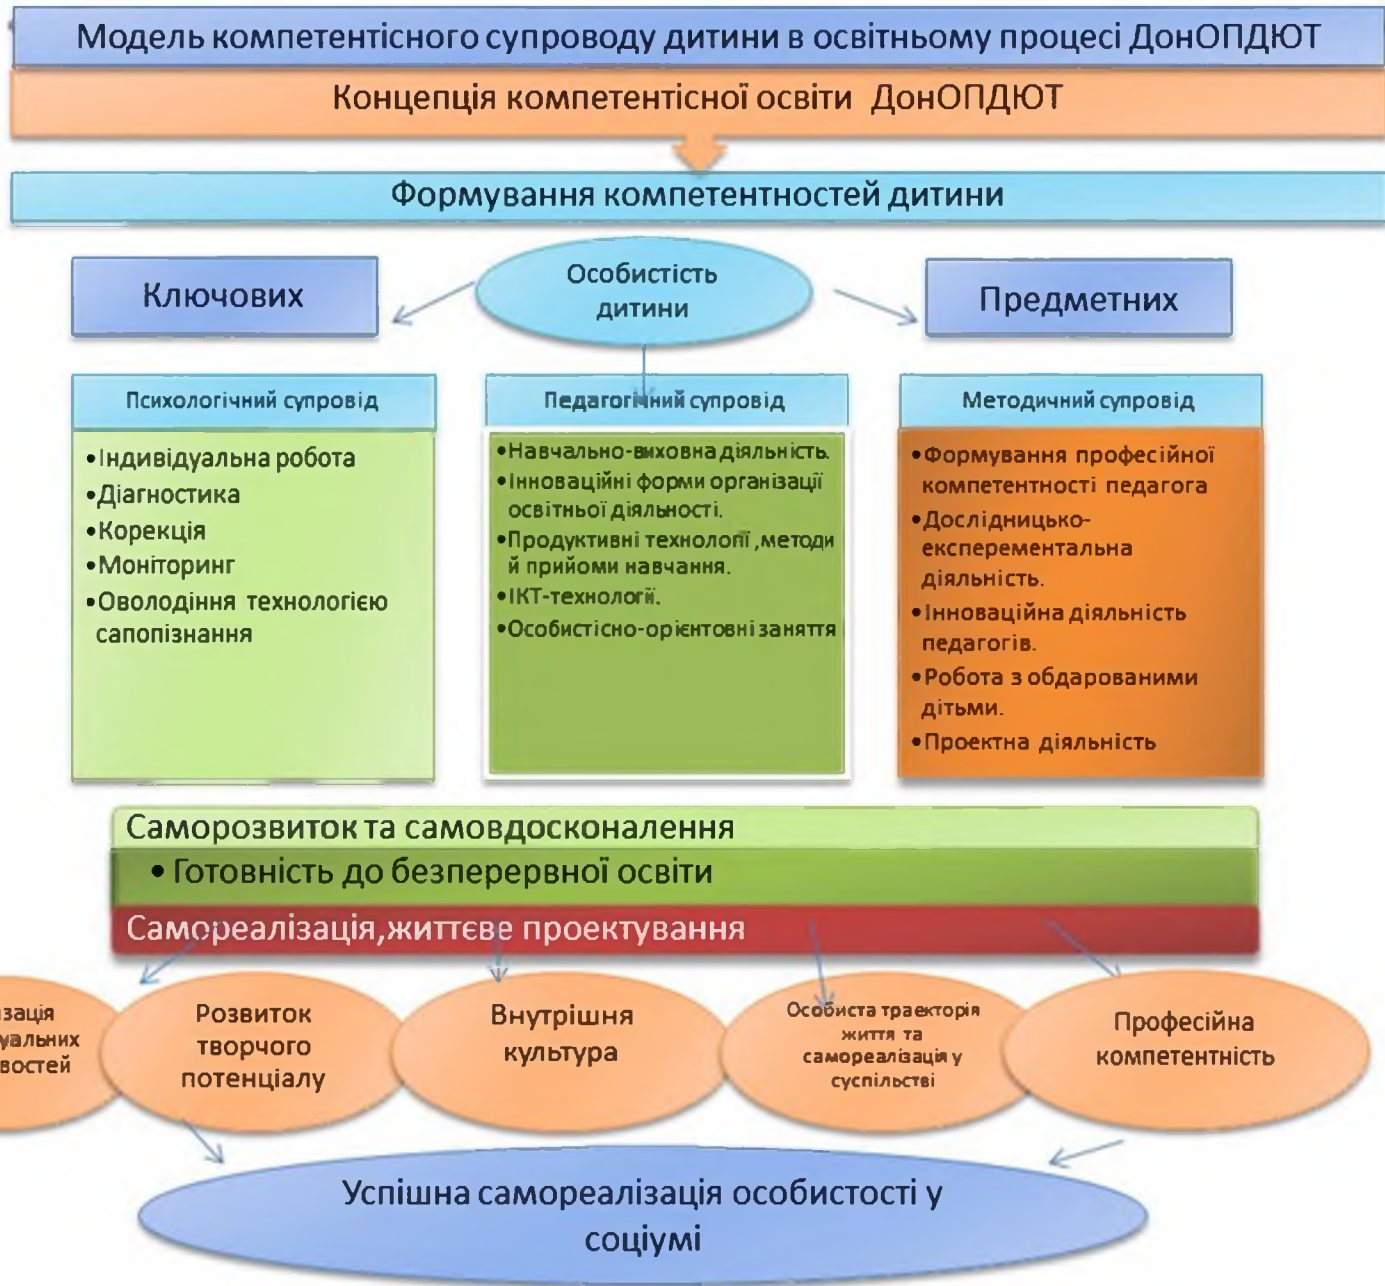 Модель компетентісного супроводу дитини в освітньому процесі ДонОПДЮТ
Концепція компетентісної освіти ДонОПДЮТ
Формування компетентностей дитини
Ключових
Особистість
дитини
Предметних
Психологічний супровід
•Індивідуальна робота
•Діагностика
•Корекція
•Моніторинг
•Оволодіння технологією
сапопізнання
Педагогічний супровід
•Навчально-виховна діяльність.
•Інноваційні форми організації
освітньої діяльності.
•Продуктивні технології ,методи
й прийоми навчання.
•ІКТ-технології.
•Особистісно-орієнтовні заняття
Методичний супровід
•Формування професійної
компетентності педагога
•Дослідницько-
експерементальна
діяльність.
•Інноваційна діяльність
педагогів.
•Робота з обдарованими
дітьми.
•Проектна діяльність
Саморозвиток та самовдосконалення
• Готовність до безперервної освіти
Самореалізація,життєве проектування
Розвиток
творчого
потенціалу
Внутрішня
культура
Особиста траекторія
життя та
самореалізація у
суспільстві
Професійна
компетентність
Успішна самореалізація особистості у
соціумі